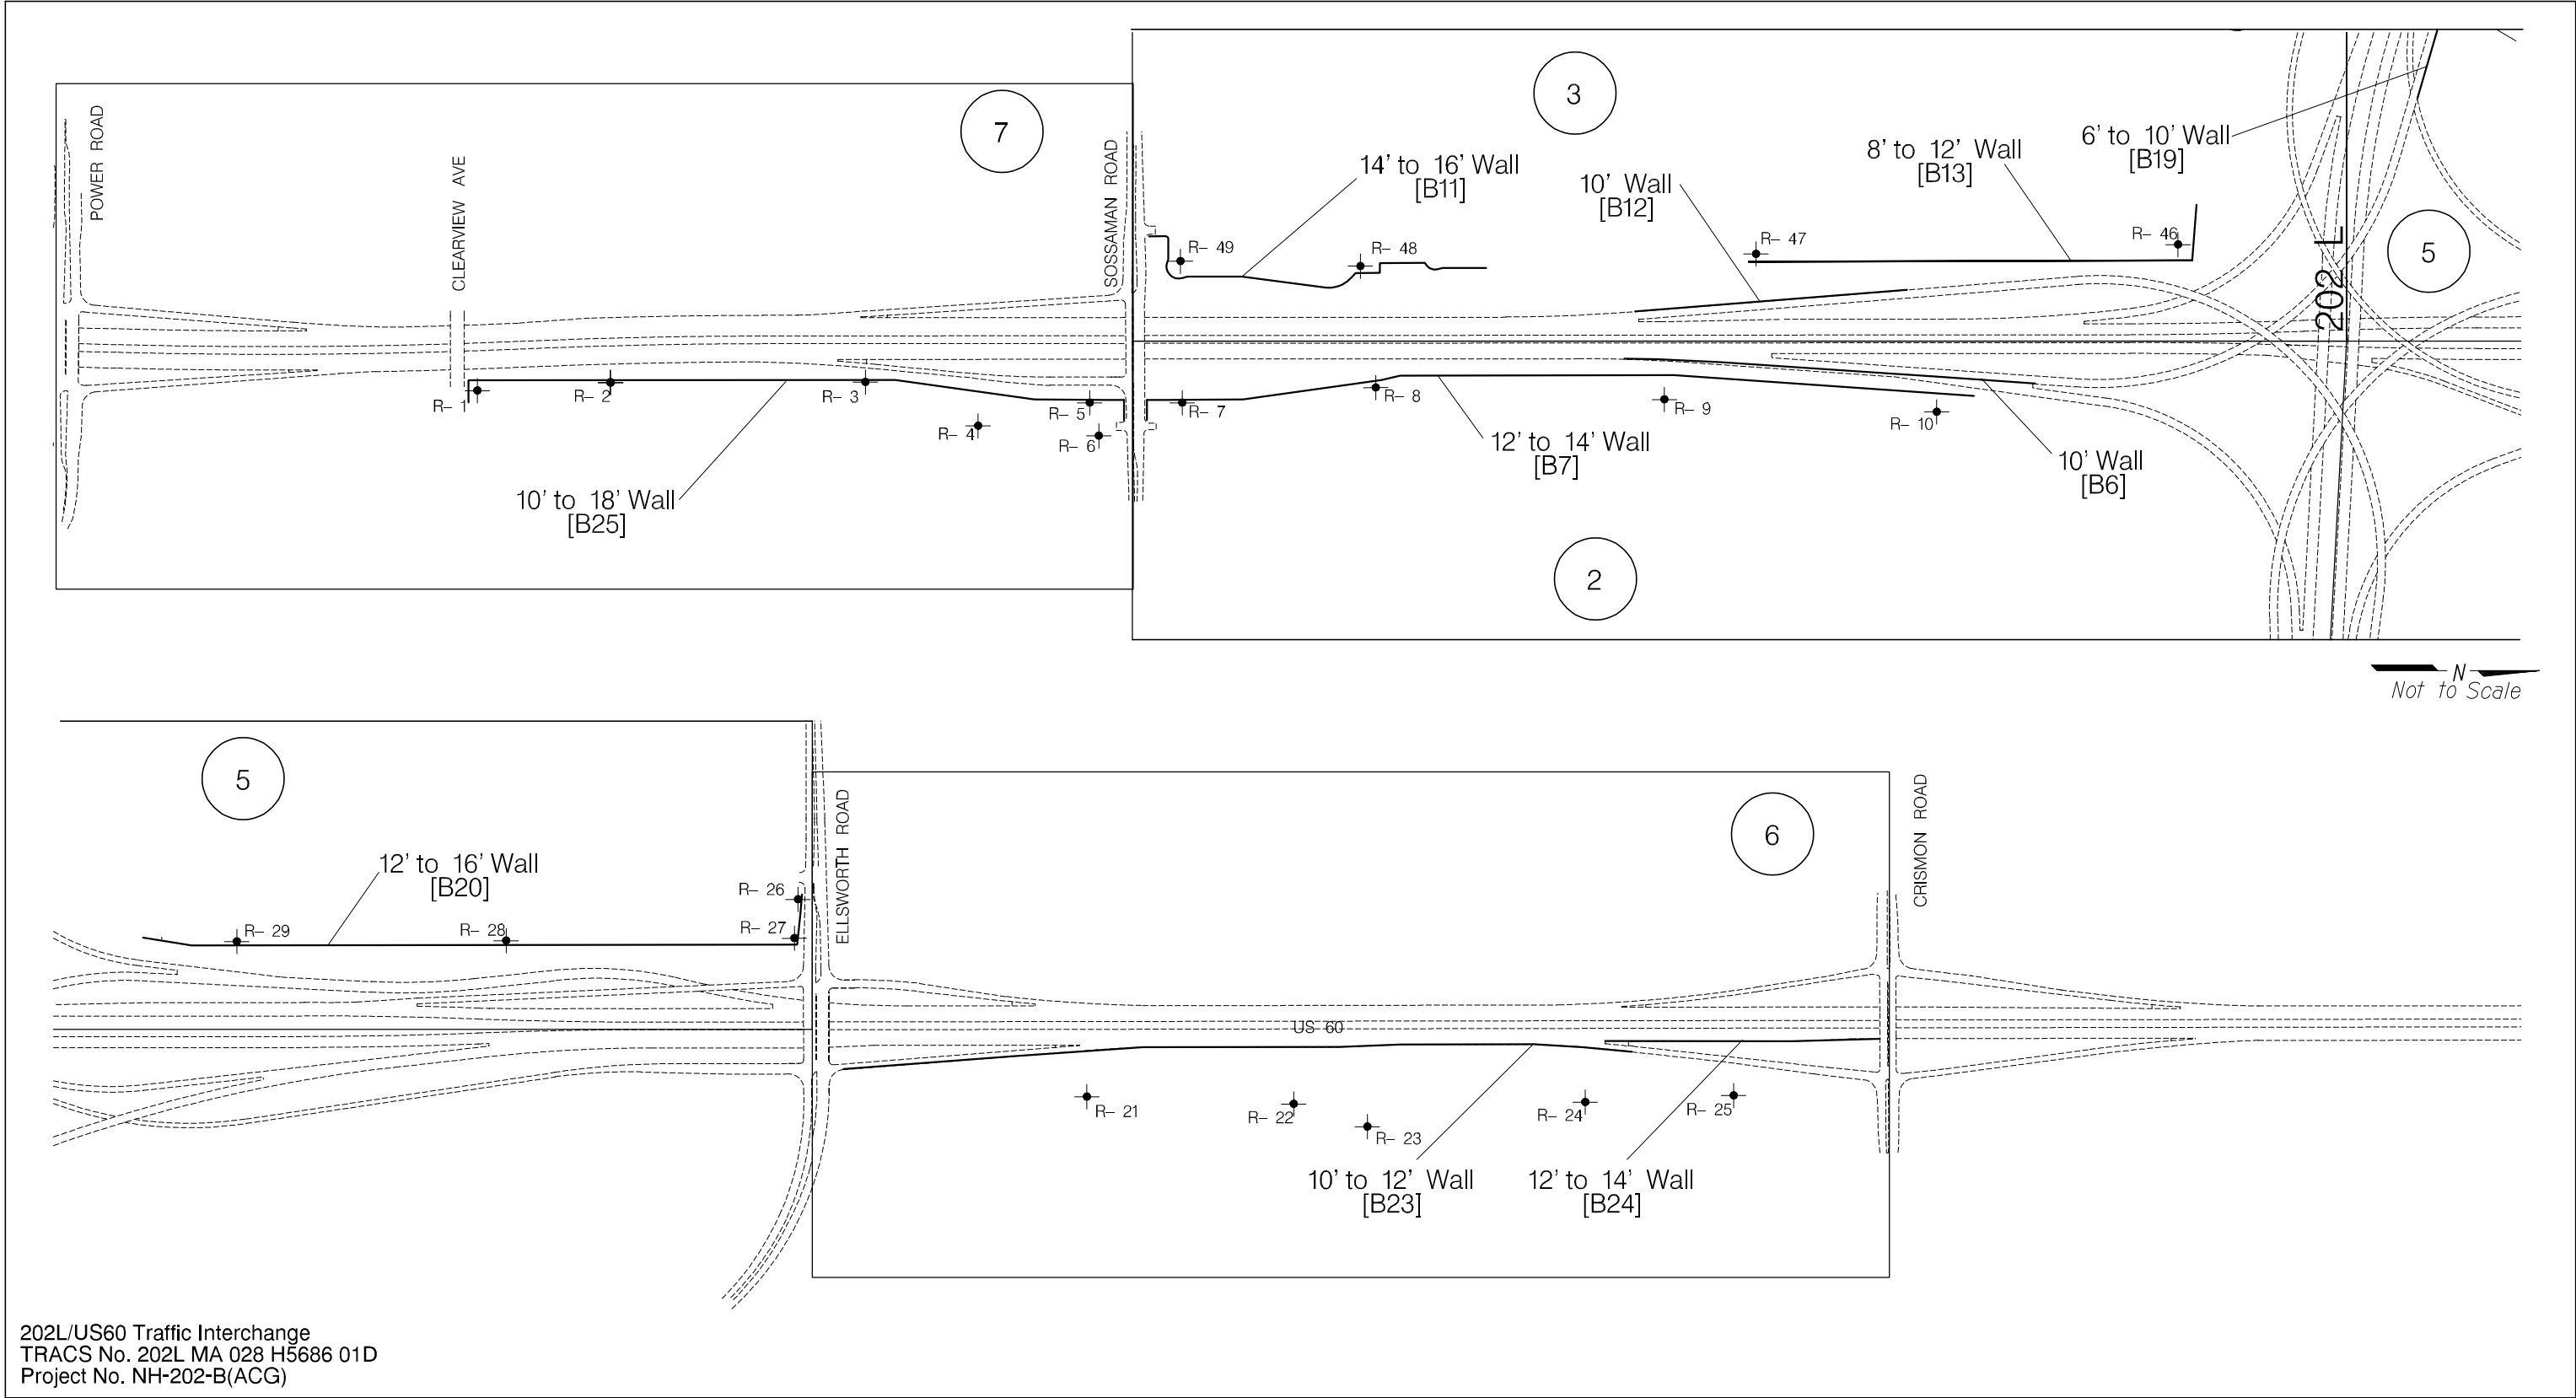 3
7
POWER ROAD
CLEARVIEW AVE
SOSSAMAN ROAD
14' to 16' Wall
[B11]
10' Wall
[B12]
8' to 12' Wall
[B13]
6' to 10' Wall
[B19]
R- 49
R- 48
R- 47
R- 46
202 L
5
R- 1
R- 2
R- 3
R- 4
R- 5
R- 6
R- 7
R- 8
R- 9
R- 10
10' to 18' Wall
[B25]
12' to 14' Wall
[B7]
10' Wall
[B6]
2
N
Not to Scale
5
12' to 16' Wall
[B20]
R- 29
R- 28
R- 26
R- 27
ELLSWORTH ROAD
6
CRISMON ROAD
US 60
R- 21
R- 22
R- 23
R- 24
R- 25
10' to 12' Wall
[B23]
12' to 14' Wall
[B24]
202L/US60 Traffic Interchange
TRACS No. 202L MA 028 H5686 01D
Project No. NH-202-B(ACG)